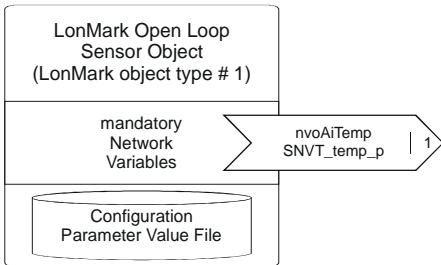 LonMark Open Loop
Sensor Object
(LonMark object type # 1)
mandatory
Network
Variables
nvoAiTemp
SNVT_temp_p
1
Configuration
Parameter Value File